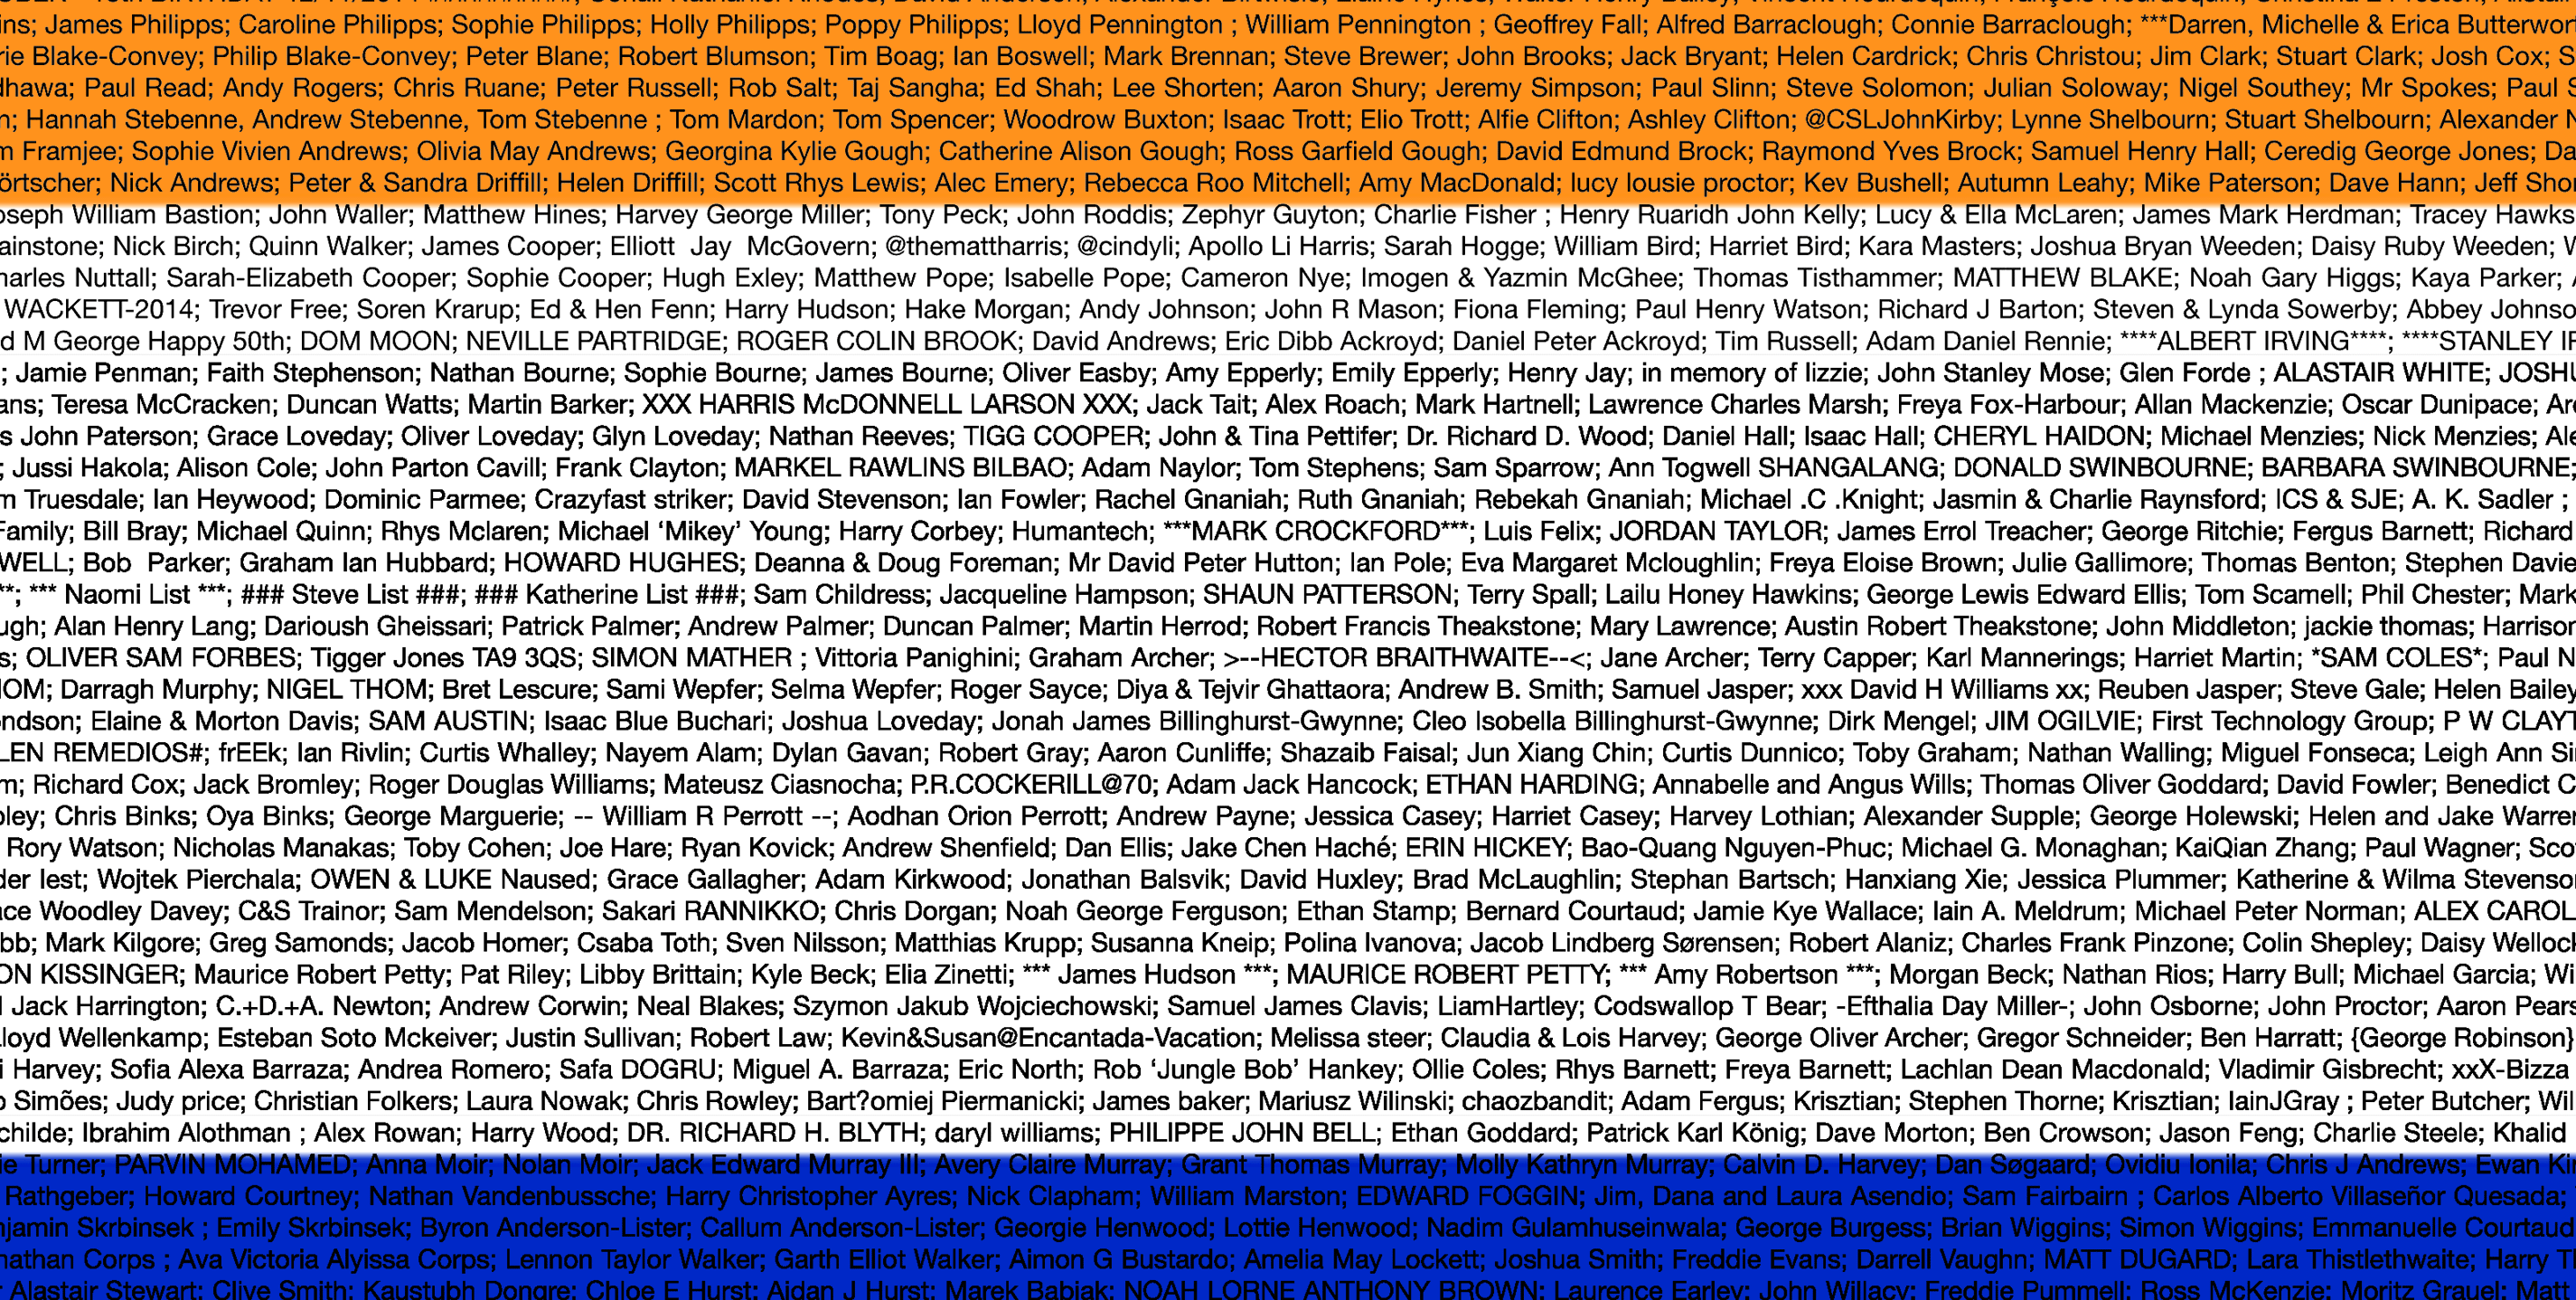 ins; James Philipps; Caroline Philipps; Sophie Philipps; Holly Philipps; Poppy Philipps; Lloyd Pennington ; William Pennington ; Geoffrey Fall; Alfred Barraclough; Connie Barraclough; ***Darren, Michelle & Erica Butterwor
rie Blake-Convey; Philip Blake-Convey; Peter Blane; Robert Blumson; Tim Boag; Ian Boswell; Mark Brennan; Steve Brewer; John Brooks; Jack Bryant; Helen Cardrick; Chris Christou; Jim Clark; Stuart Clark; Josh Cox; S
dhawa; Paul Read; Andy Rogers; Chris Ruane; Peter Russell; Rob Salt; Taj Sangha; Ed Shah; Lee Shorten; Aaron Shury; Jeremy Simpson; Paul Slinn; Steve Solomon; Julian Soloway; Nigel Southey; Mr Spokes; Paul S
n; Hannah Stebenne, Andrew Stebenne, Tom Stebenne ; Tom Mardon; Tom Spencer; Woodrow Buxton; Isaac Trott; Elio Trott; Alfie Clifton; Ashley Clifton; @CSLJohnKirby; Lynne Shelbourn; Stuart Shelbourn; Alexander N
m Framjee; Sophie Vivien Andrews; Olivia May Andrews; Georgina Kylie Gough; Catherine Alison Gough; Ross Garfield Gough; David Edmund Brock; Raymond Yves Brock; Samuel Henry Hall; Ceredig George Jones; Da
örtscher; Nick Andrews; Peter & Sandra Driffill; Helen Driffill; Scott Rhys Lewis; Alec Emery; Rebecca Roo Mitchell; Amy MacDonald; lucy lousie proctor; Kev Bushell; Autumn Leahy; Mike Paterson; Dave Hann; Jeff Shor
oseph William Bastion; John Waller; Matthew Hines; Harvey George Miller; Tony Peck; John Roddis; Zephyr Guyton; Charlie Fisher ; Henry Ruaridh John Kelly; Lucy & Ella McLaren; James Mark Herdman; Tracey Hawks
ainstone; Nick Birch; Quinn Walker; James Cooper; Elliott  Jay  McGovern; @themattharris; @cindyli; Apollo Li Harris; Sarah Hogge; William Bird; Harriet Bird; Kara Masters; Joshua Bryan Weeden; Daisy Ruby Weeden; W
harles Nuttall; Sarah-Elizabeth Cooper; Sophie Cooper; Hugh Exley; Matthew Pope; Isabelle Pope; Cameron Nye; Imogen & Yazmin McGhee; Thomas Tisthammer; MATTHEW BLAKE; Noah Gary Higgs; Kaya Parker;
WACKETT-2014; Trevor Free; Soren Krarup; Ed & Hen Fenn; Harry Hudson; Hake Morgan; Andy Johnson; John R Mason; Fiona Fleming; Paul Henry Watson; Richard J Barton; Steven & Lynda Sowerby; Abbey Johnso
d M George Happy 50th; DOM MOON; NEVILLE PARTRIDGE; ROGER COLIN BROOK; David Andrews; Eric Dibb Ackroyd; Daniel Peter Ackroyd; Tim Russell; Adam Daniel Rennie; ****ALBERT IRVING****; ****STANLEY IR
; Jamie Penman; Faith Stephenson; Nathan Bourne; Sophie Bourne; James Bourne; Oliver Easby; Amy Epperly; Emily Epperly; Henry Jay; in memory of lizzie; John Stanley Mose; Glen Forde ; ALASTAIR WHITE; JOSHU
ans; Teresa McCracken; Duncan Watts; Martin Barker; XXX HARRIS McDONNELL LARSON XXX; Jack Tait; Alex Roach; Mark Hartnell; Lawrence Charles Marsh; Freya Fox-Harbour; Allan Mackenzie; Oscar Dunipace; Are
s John Paterson; Grace Loveday; Oliver Loveday; Glyn Loveday; Nathan Reeves; TIGG COOPER; John & Tina Pettifer; Dr. Richard D. Wood; Daniel Hall; Isaac Hall; CHERYL HAIDON; Michael Menzies; Nick Menzies; Ale
; Jussi Hakola; Alison Cole; John Parton Cavill; Frank Clayton; MARKEL RAWLINS BILBAO; Adam Naylor; Tom Stephens; Sam Sparrow; Ann Togwell SHANGALANG; DONALD SWINBOURNE; BARBARA SWINBOURNE;
m Truesdale; Ian Heywood; Dominic Parmee; Crazyfast striker; David Stevenson; Ian Fowler; Rachel Gnaniah; Ruth Gnaniah; Rebekah Gnaniah; Michael .C .Knight; Jasmin & Charlie Raynsford; ICS & SJE; A. K. Sadler ;
Family; Bill Bray; Michael Quinn; Rhys Mclaren; Michael ‘Mikey’ Young; Harry Corbey; Humantech; ***MARK CROCKFORD***; Luis Felix; JORDAN TAYLOR; James Errol Treacher; George Ritchie; Fergus Barnett; Richard
WELL; Bob  Parker; Graham Ian Hubbard; HOWARD HUGHES; Deanna & Doug Foreman; Mr David Peter Hutton; Ian Pole; Eva Margaret Mcloughlin; Freya Eloise Brown; Julie Gallimore; Thomas Benton; Stephen Davie
**; *** Naomi List ***; ### Steve List ###; ### Katherine List ###; Sam Childress; Jacqueline Hampson; SHAUN PATTERSON; Terry Spall; Lailu Honey Hawkins; George Lewis Edward Ellis; Tom Scamell; Phil Chester; Mark
ugh; Alan Henry Lang; Darioush Gheissari; Patrick Palmer; Andrew Palmer; Duncan Palmer; Martin Herrod; Robert Francis Theakstone; Mary Lawrence; Austin Robert Theakstone; John Middleton; jackie thomas; Harrison
s; OLIVER SAM FORBES; Tigger Jones TA9 3QS; SIMON MATHER ; Vittoria Panighini; Graham Archer; >--HECTOR BRAITHWAITE--<; Jane Archer; Terry Capper; Karl Mannerings; Harriet Martin; *SAM COLES*; Paul N
HOM; Darragh Murphy; NIGEL THOM; Bret Lescure; Sami Wepfer; Selma Wepfer; Roger Sayce; Diya & Tejvir Ghattaora; Andrew B. Smith; Samuel Jasper; xxx David H Williams xx; Reuben Jasper; Steve Gale; Helen Bailey
ndson; Elaine & Morton Davis; SAM AUSTIN; Isaac Blue Buchari; Joshua Loveday; Jonah James Billinghurst-Gwynne; Cleo Isobella Billinghurst-Gwynne; Dirk Mengel; JIM OGILVIE; First Technology Group; P W CLAYT
LEN REMEDIOS#; frEEk; Ian Rivlin; Curtis Whalley; Nayem Alam; Dylan Gavan; Robert Gray; Aaron Cunliffe; Shazaib Faisal; Jun Xiang Chin; Curtis Dunnico; Toby Graham; Nathan Walling; Miguel Fonseca; Leigh Ann Si
m; Richard Cox; Jack Bromley; Roger Douglas Williams; Mateusz Ciasnocha; P.R.COCKERILL@70; Adam Jack Hancock; ETHAN HARDING; Annabelle and Angus Wills; Thomas Oliver Goddard; David Fowler; Benedict C
oley; Chris Binks; Oya Binks; George Marguerie; -- William R Perrott --; Aodhan Orion Perrott; Andrew Payne; Jessica Casey; Harriet Casey; Harvey Lothian; Alexander Supple; George Holewski; Helen and Jake Warre
Rory Watson; Nicholas Manakas; Toby Cohen; Joe Hare; Ryan Kovick; Andrew Shenfield; Dan Ellis; Jake Chen Haché; ERIN HICKEY; Bao-Quang Nguyen-Phuc; Michael G. Monaghan; KaiQian Zhang; Paul Wagner; Sco
der Iest; Wojtek Pierchala; OWEN & LUKE Naused; Grace Gallagher; Adam Kirkwood; Jonathan Balsvik; David Huxley; Brad McLaughlin; Stephan Bartsch; Hanxiang Xie; Jessica Plummer; Katherine & Wilma Stevenso
ace Woodley Davey; C&S Trainor; Sam Mendelson; Sakari RANNIKKO; Chris Dorgan; Noah George Ferguson; Ethan Stamp; Bernard Courtaud; Jamie Kye Wallace; Iain A. Meldrum; Michael Peter Norman; ALEX CAROL
bb; Mark Kilgore; Greg Samonds; Jacob Homer; Csaba Toth; Sven Nilsson; Matthias Krupp; Susanna Kneip; Polina Ivanova; Jacob Lindberg Sørensen; Robert Alaniz; Charles Frank Pinzone; Colin Shepley; Daisy Welloc
ON KISSINGER; Maurice Robert Petty; Pat Riley; Libby Brittain; Kyle Beck; Elia Zinetti; *** James Hudson ***; MAURICE ROBERT PETTY; *** Amy Robertson ***; Morgan Beck; Nathan Rios; Harry Bull; Michael Garcia; Wi
Jack Harrington; C.+D.+A. Newton; Andrew Corwin; Neal Blakes; Szymon Jakub Wojciechowski; Samuel James Clavis; LiamHartley; Codswallop T Bear; -Efthalia Day Miller-; John Osborne; John Proctor; Aaron Pears
Lloyd Wellenkamp; Esteban Soto Mckeiver; Justin Sullivan; Robert Law; Kevin&Susan@Encantada-Vacation; Melissa steer; Claudia & Lois Harvey; George Oliver Archer; Gregor Schneider; Ben Harratt; {George Robinson}
i Harvey; Sofia Alexa Barraza; Andrea Romero; Safa DOGRU; Miguel A. Barraza; Eric North; Rob ‘Jungle Bob’ Hankey; Ollie Coles; Rhys Barnett; Freya Barnett; Lachlan Dean Macdonald; Vladimir Gisbrecht; xxX-Bizza
o Simões; Judy price; Christian Folkers; Laura Nowak; Chris Rowley; Bart?omiej Piermanicki; James baker; Mariusz Wilinski; chaozbandit; Adam Fergus; Krisztian; Stephen Thorne; Krisztian; IainJGray ; Peter Butcher; Wil
childe; Ibrahim Alothman ; Alex Rowan; Harry Wood; DR. RICHARD H. BLYTH; daryl williams; PHILIPPE JOHN BELL; Ethan Goddard; Patrick Karl König; Dave Morton; Ben Crowson; Jason Feng; Charlie Steele; Khalid
ie Turner; PARVIN MOHAMED; Anna Moir; Nolan Moir; Jack Edward Murray III; Avery Claire Murray; Grant Thomas Murray; Molly Kathryn Murray; Calvin D. Harvey; Dan Søgaard; Ovidiu Ionila; Chris J Andrews; Ewan Ki
Rathgeber; Howard Courtney; Nathan Vandenbussche; Harry Christopher Ayres; Nick Clapham; William Marston; EDWARD FOGGIN; Jim, Dana and Laura Asendio; Sam Fairbairn ; Carlos Alberto Villaseñor Quesada;
njamin Skrbinsek ; Emily Skrbinsek; Byron Anderson-Lister; Callum Anderson-Lister; Georgie Henwood; Lottie Henwood; Nadim Gulamhuseinwala; George Burgess; Brian Wiggins; Simon Wiggins; Emmanuelle Courtaud
nathan Corps ; Ava Victoria Alyissa Corps; Lennon Taylor Walker; Garth Elliot Walker; Aimon G Bustardo; Amelia May Lockett; Joshua Smith; Freddie Evans; Darrell Vaughn; MATT DUGARD; Lara Thistlethwaite; Harry T
Alastair Stewart; Clive Smith; Kaustubh Dongre; Chloe E Hurst; Aidan J Hurst; Marek Babiak; NOAH LORNE ANTHONY BROWN; Laurence Earley; John Willacy; Freddie Pummell; Ross McKenzie; Moritz Grauel; Matt